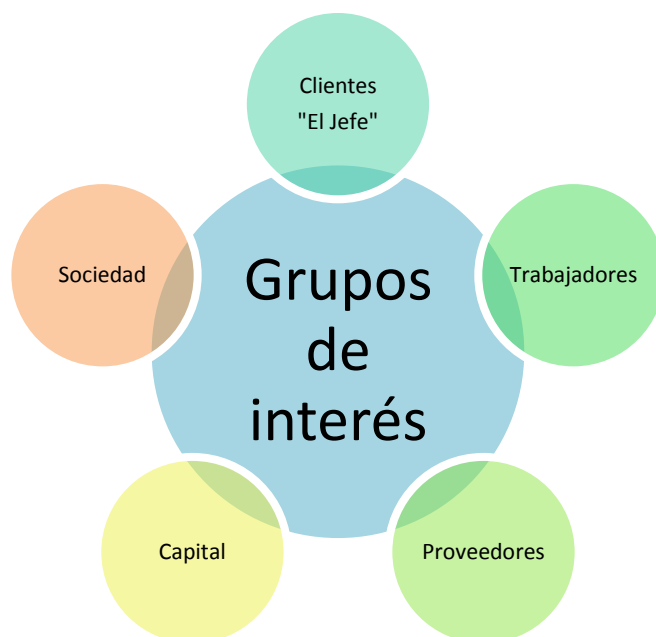 Clientes
"El Jefe"
Sociedad
Grupos
de
interés
Trabajadores
Capital
Proveedores